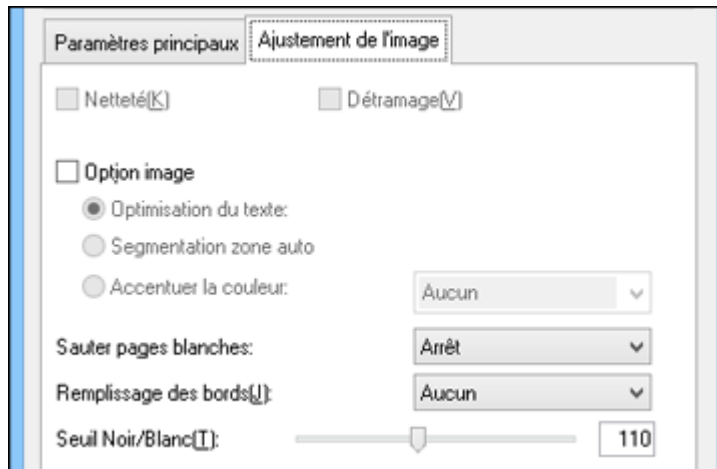 Paramètres principaux Ajustement de l'image
Netteté(K) Détramage(V)
Option image
Optimisation du texte:
Segmentation zone auto
Accentuer la couleur: Aucun
Sauter pages blanches: Arrêt
Remplissage des bords(J): Aucun
Seuil Noir/Blanc(T): 110